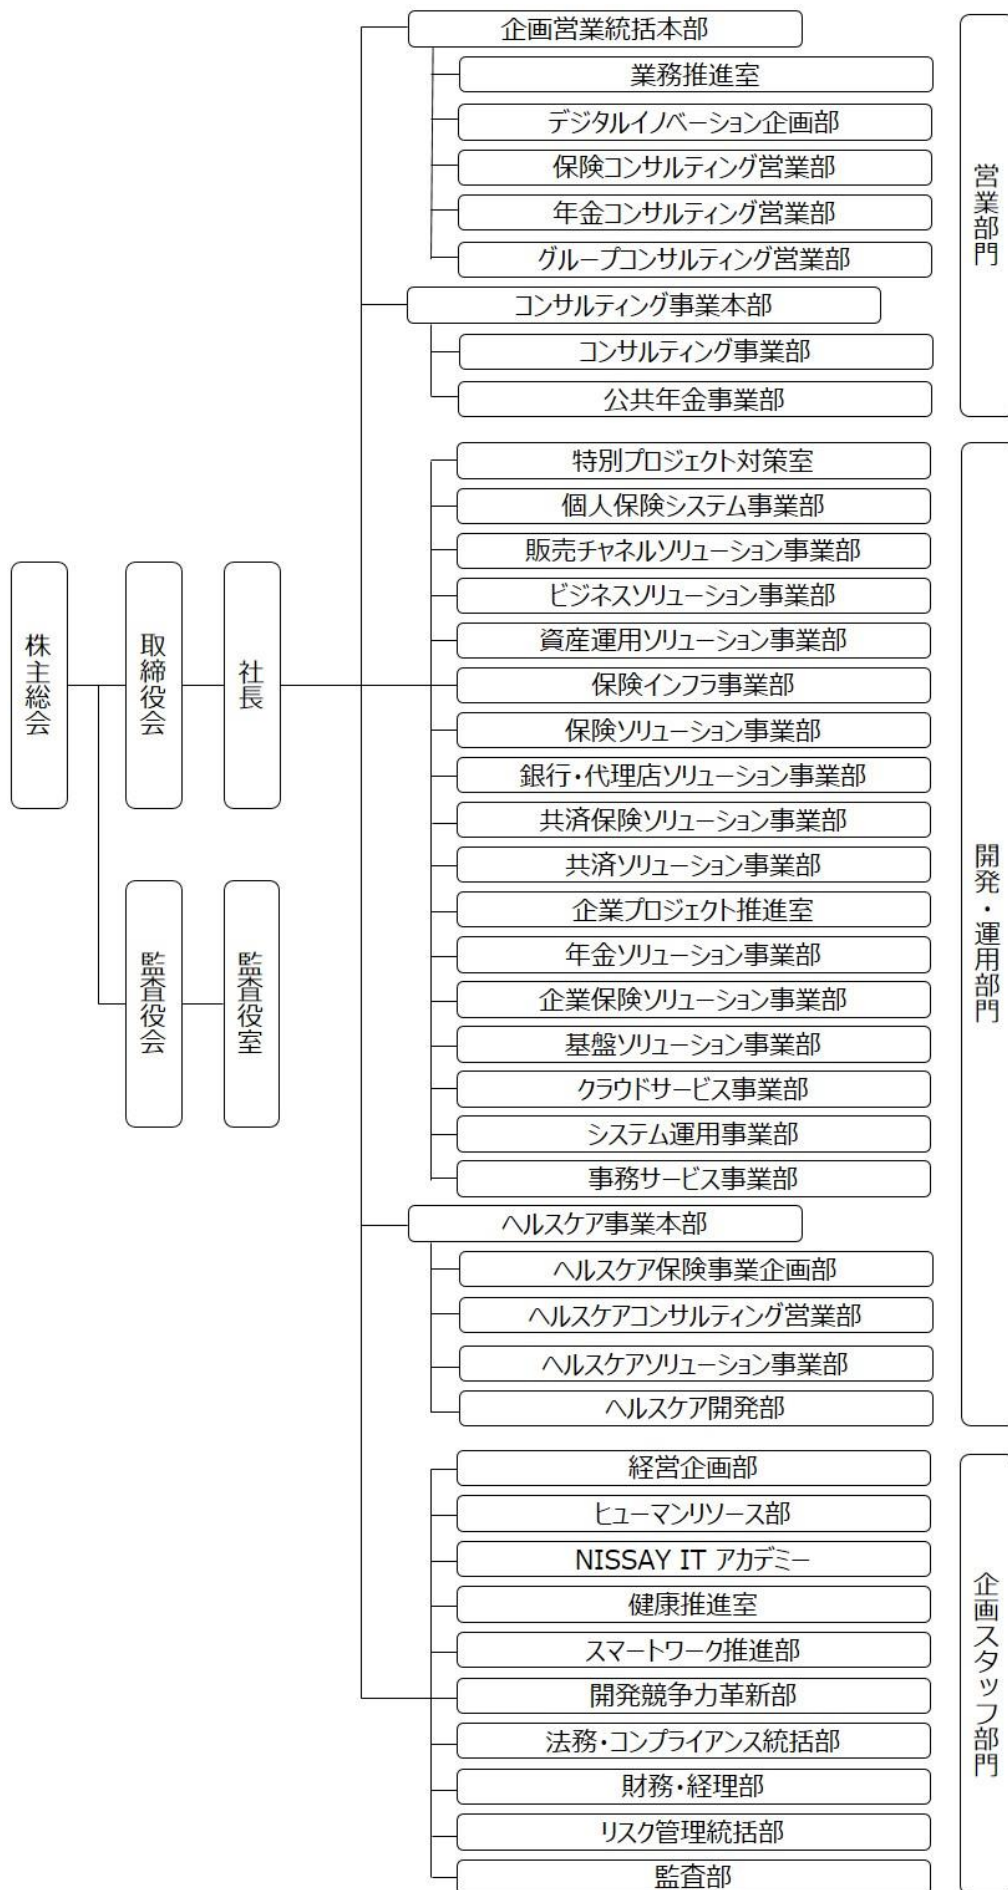 企画営業統括本部
業務推進室
デジタルイノベーション企画部
保険コンサルティング営業部
年金コンサルティング営業部
グループコンサルティング営業部
コンサルティング事業本部
コンサルティング事業部
公共年金事業部
営業部門
特別プロジェクト対策室
個人保険システム事業部
販売チャネルソリューション事業部
ビジネスソリューション事業部
資産運用ソリューション事業部
保険インフラ事業部
保険ソリューション事業部
銀行・代理店ソリューション事業部
共済保険ソリューション事業部
共済ソリューション事業部
企業プロジェクト推進室
年金ソリューション事業部
企業保険ソリューション事業部
基盤ソリューション事業部
クラウドサービス事業部
システム運用事業部
事務サービス事業部
株主総会
取締役会
社長
監査役会
監査役室
ヘルスケア事業本部
ヘルスケア保険事業企画部
ヘルスケアコンサルティング営業部
ヘルスケアソリューション事業部
ヘルスケア開発部
開発・運用部門
経営企画部
ヒューマンリソース部
NISSAY IT アカデミー
健康推進室
スマートワーク推進部
開発競争力革新部
法務・コンプライアンス統括部
財務・経理部
リスク管理統括部
監査部
企画スタッフ部門